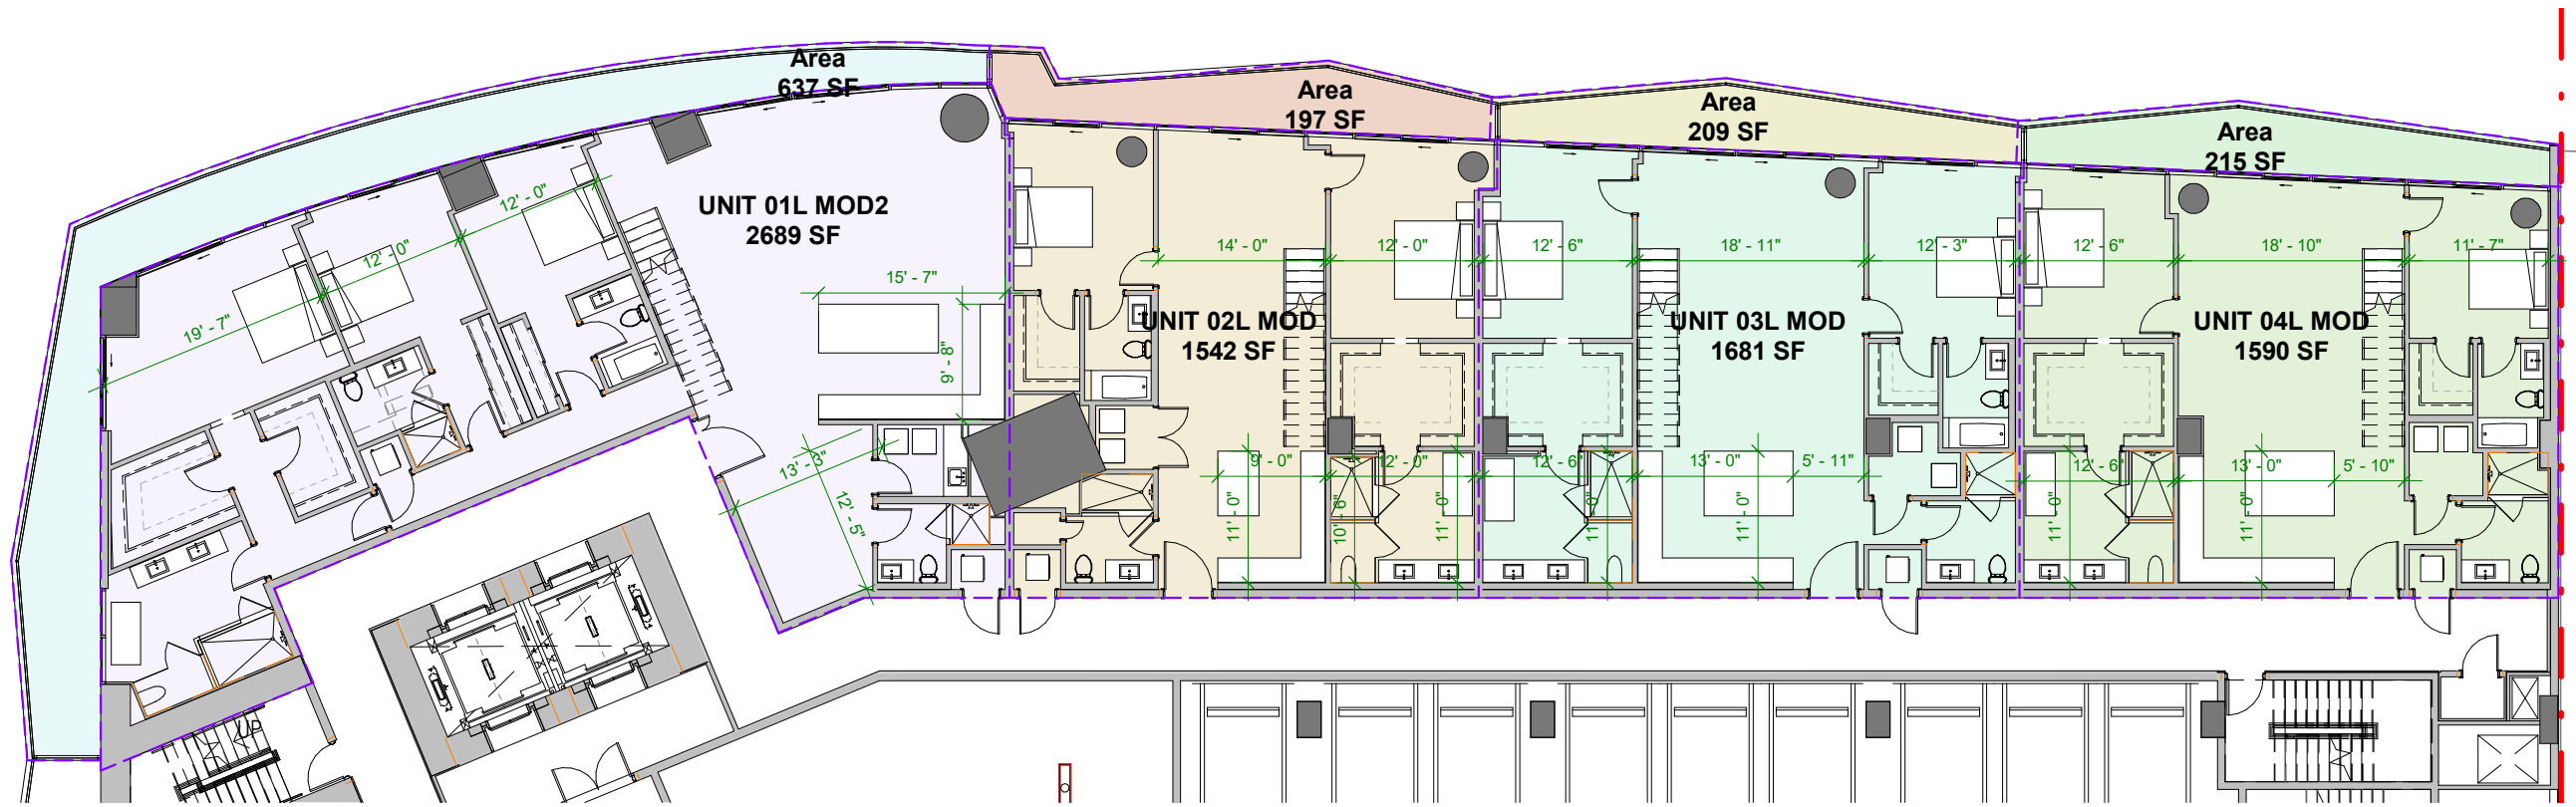 Area
637 SF
Area
197 SF
Area
209 SF
Area
215 SF
UNIT 01L MOD2
2689 SF
12' - 0"
12' - 0"
19' - 7"
15' - 7"
9' - 8"
13' - 3"
12' - 5"
14' - 0"
12' - 0"
UNIT 02L MOD
1542 SF
9' - 0"
12' - 0"
11' - 0"
10' - 6"
11' - 0"
12' - 6"
18' - 11"
12' - 3"
UNIT 03L MOD
1681 SF
12' - 6"
13' - 0"
5' - 11"
11' - 0"
11' - 0"
12' - 6"
18' - 10"
11' - 7"
UNIT 04L MOD
1590 SF
12' - 6"
13' - 0"
5' - 10"
11' - 0"
11' - 0"
UP